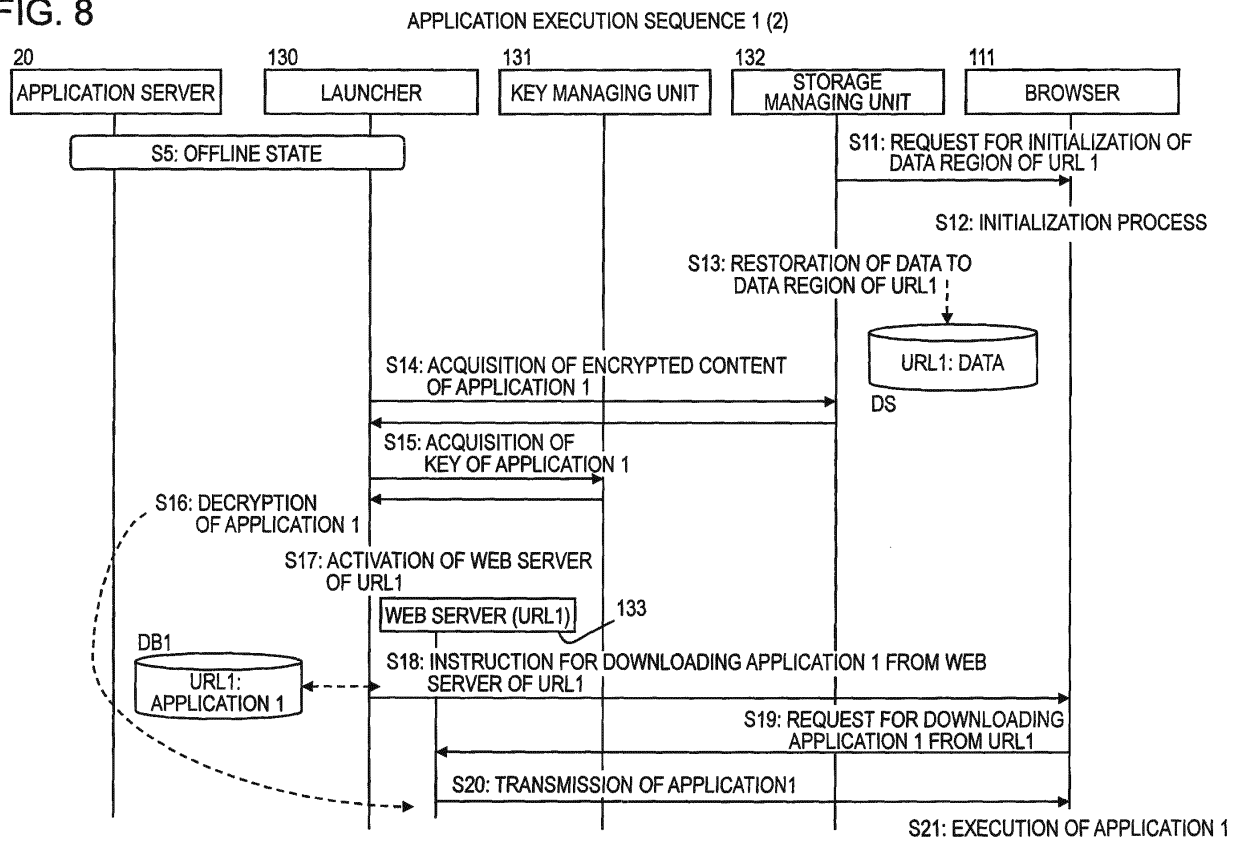 FIG. 8
APPLICATION EXECUTION SEQUENCE 1 (2)
20
APPLICATION SERVER
130
LAUNCHER
131
KEY MANAGING UNIT
132
STORAGE
MANAGING UNIT
111
BROWSER
S5: OFFLINE STATE
S11: REQUEST FOR INITIALIZATION OF
DATA REGION OF URL 1
S12: INITIALIZATION PROCESS
S13: RESTORATION OF DATA TO
DATA REGION OF URL1
URL1: DATA
DS
S14: ACQUISITION OF ENCRYPTED CONTENT
OF APPLICATION 1
S15: ACQUISITION OF
KEY OF APPLICATION 1
S16: DECRYPTION
OF APPLICATION 1
S17: ACTIVATION OF WEB SERVER
OF URL1
WEB SERVER (URL1)
133
DB1
URL1:
APPLICATION 1
S18: INSTRUCTION FOR DOWNLOADING APPLICATION 1 FROM WEB
SERVER OF URL1
S19: REQUEST FOR DOWNLOADING
APPLICATION 1 FROM URL1
S20: TRANSMISSION OF APPLICATION1
S21: EXECUTION OF APPLICATION 1